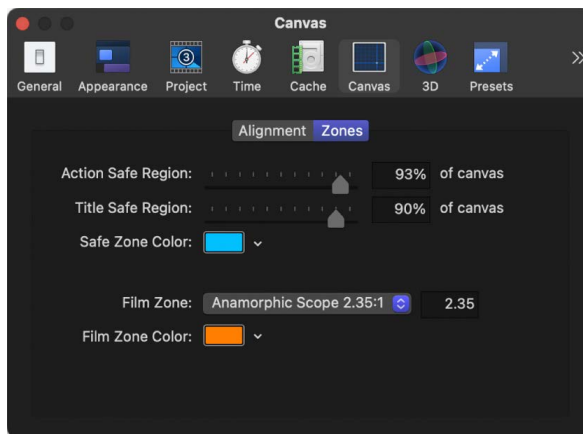 Canvas
3
General Appearance Project Time Cache Canvas 3D Presets
Alignment Zones
Action Safe Region: 93% of canvas
Title Safe Region: 90% of canvas
Safe Zone Color:
Film Zone: Anamorphic Scope 2.35:1 2.35
Film Zone Color: